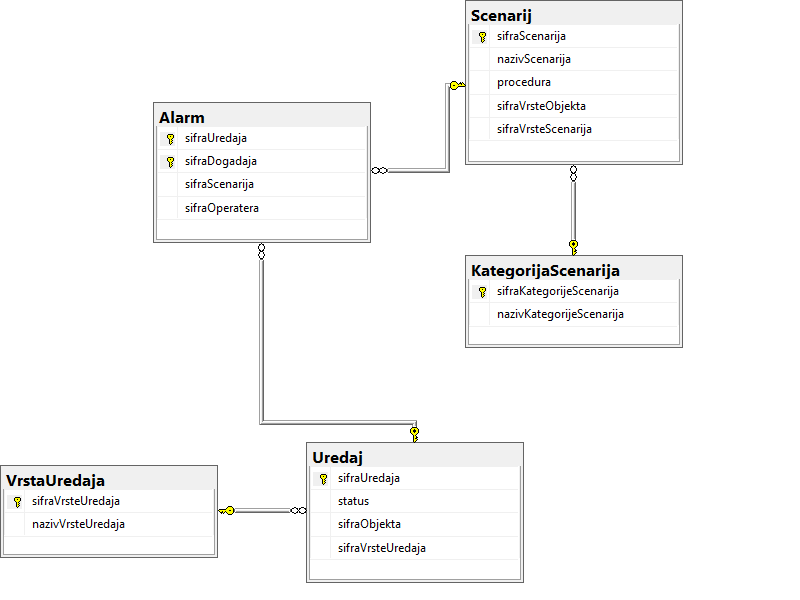 Scenarij
sifraScenarija
nazivScenarija
procedura
sifraVrsteObjekta
sifraVrsteScenarija
Alarm
sifraUredaja
sifraDogadaja
sifraScenarija
sifraOperatera
KategorijaScenarija
sifraKategorijeScenarija
nazivKategorijeScenarija
Uredaj
sifraUredaja
status
sifraObjekta
sifraVrsteUredaja
VrstaUredaja
sifraVrsteUredaja
nazivVrsteUredaja